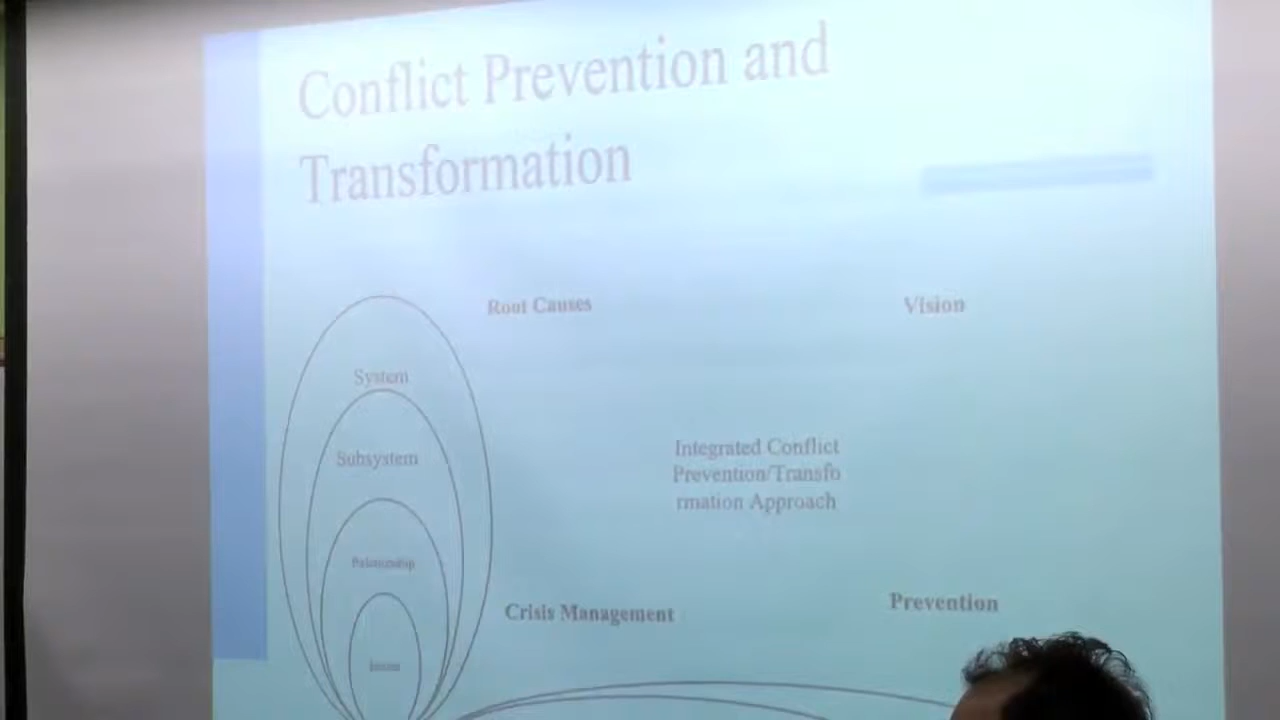 Conflict Prevention and
Transformation
Root Causes
Vision
System
Subsystem
Integrated Conflict
Prevention/Transfo
rmation Approach
Relationship
Crisis Management
Prevention